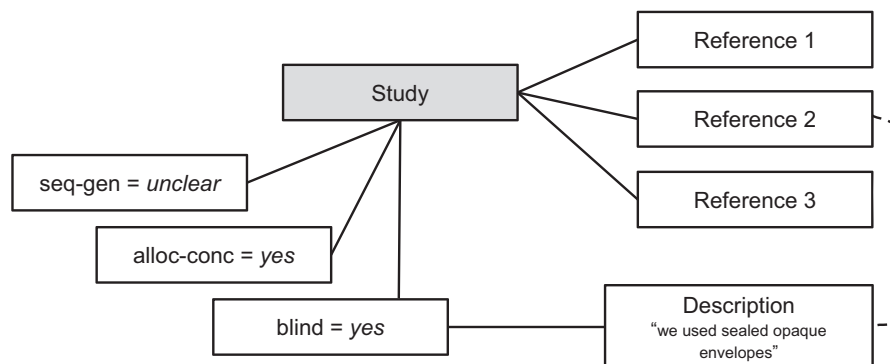 Reference 1
Study
Reference 2
seq-gen = unclear
Reference 3
alloc-conc = yes
blind = yes
Description
“we used sealed opaque
envelopes”